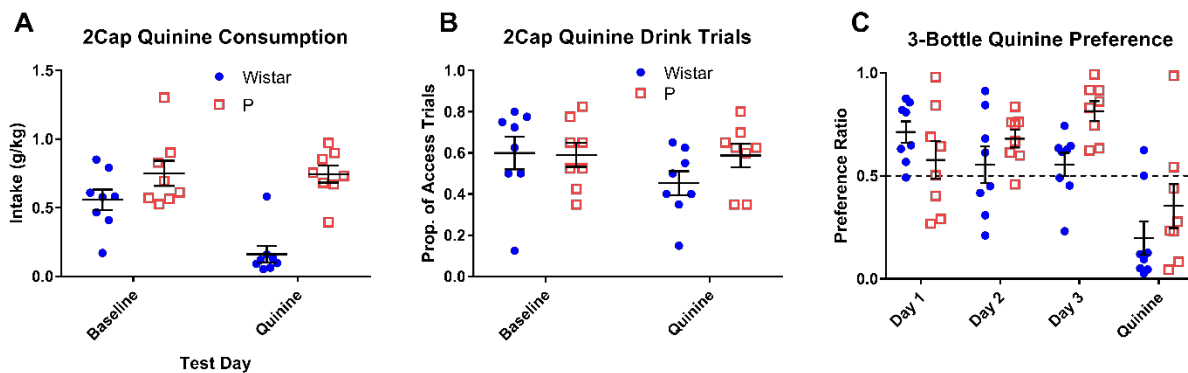 A
2Cap Quinine Consumption
Wistar
P
1.5
1.0
0.5
0.0
Intake (g/kg)
Baseline
Quinine
Test Day
B
2Cap Quinine Drink Trials
Wistar
P
1.0
0.8
0.6
0.4
0.2
0.0
Prop. of Access Trials
Baseline
Quinine
C
3-Bottle Quinine Preference
1.0
0.5
0.0
Preference Ratio
Day 1
Day 2
Day 3
Quinine